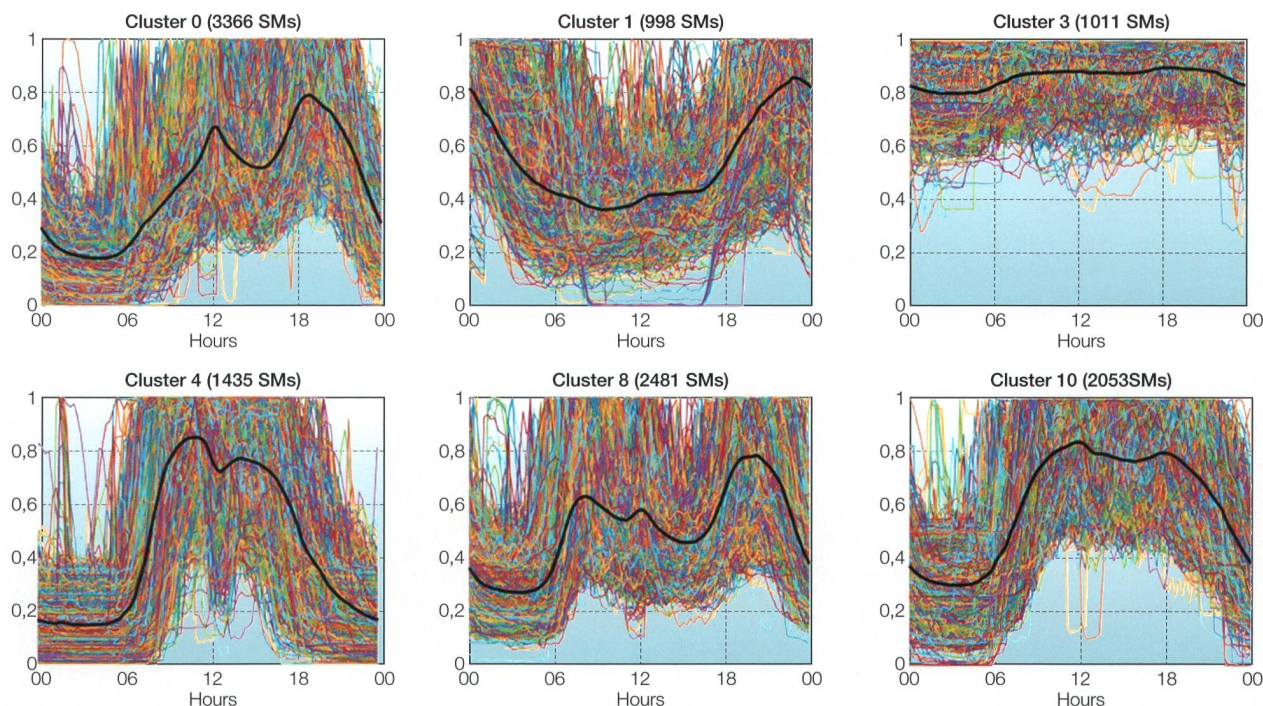 Cluster 0 (3366 SMs)
1
0,8
0,6
0,4
0,2
0
00 06 12 18 00
Hours
Cluster 1 (998 SMs)
1
0,8
0,6
0,4
0,2
0
00 06 12 18 00
Hours
Cluster 3 (1011 SMs)
1
0,8
0,6
0,4
0,2
0
00 06 12 18 00
Hours
Cluster 4 (1435 SMs)
1
0,8
0,6
0,4
0,2
0
00 06 12 18 00
Hours
Cluster 8 (2481 SMs)
1
0,8
0,6
0,4
0,2
0
00 06 12 18 00
Hours
Cluster 10 (2053SMs)
1
0,8
0,6
0,4
0,2
0
00 06 12 18 00
Hours